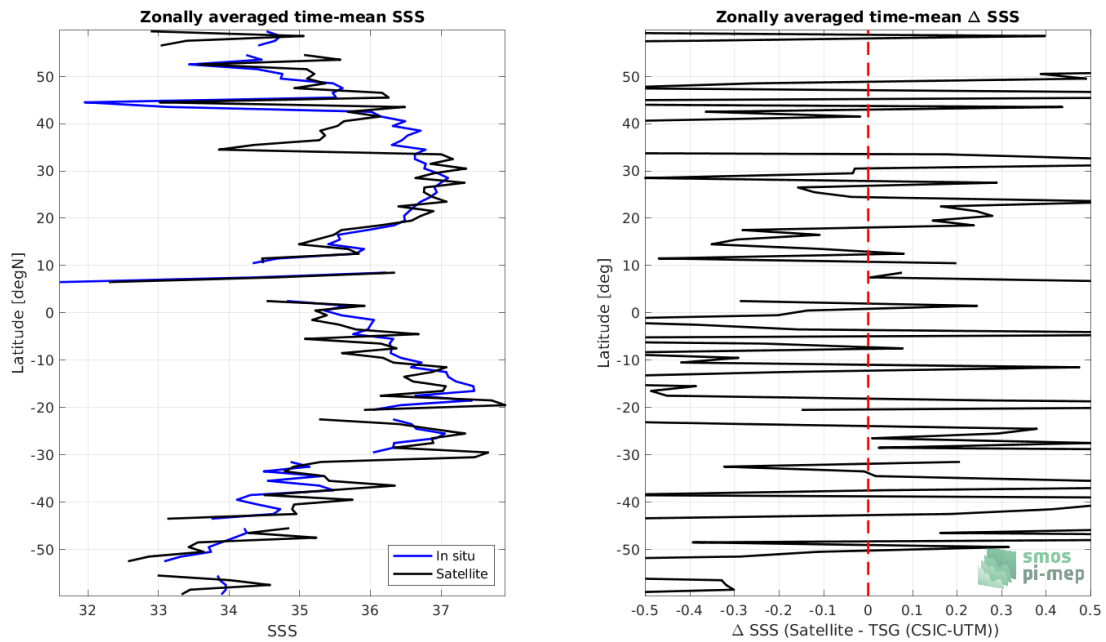 Zonally averaged time-mean SSS
50
40
30
20
10
0
-10
-20
-30
-40
-50
Latitude [degN]
32 33 34 35 36 37
SSS
In situ
Satellite
Zonally averaged time-mean Δ SSS
50
40
30
20
10
0
-10
-20
-30
-40
-50
Latitude [deg]
-0.5 -0.4 -0.3 -0.2 -0.1 0 0.1 0.2 0.3 0.4 0.5
Δ SSS (Satellite - TSG (CSIC-UTM))
smos
pi-mep